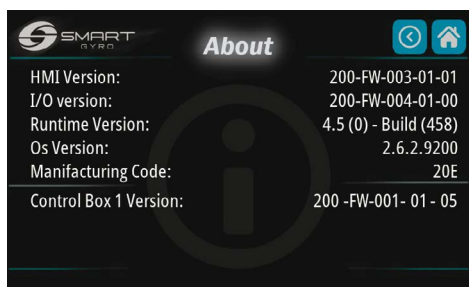 SMART
GYRO
About
HMI Version: 200-FW-003-01-01
I/O version: 200-FW-004-01-00
Runtime Version: 4.5 (0) - Build (458)
Os Version: 2.6.2.9200
Manifacturing Code: 20E
Control Box 1 Version: 200 -FW-001- 01 - 05